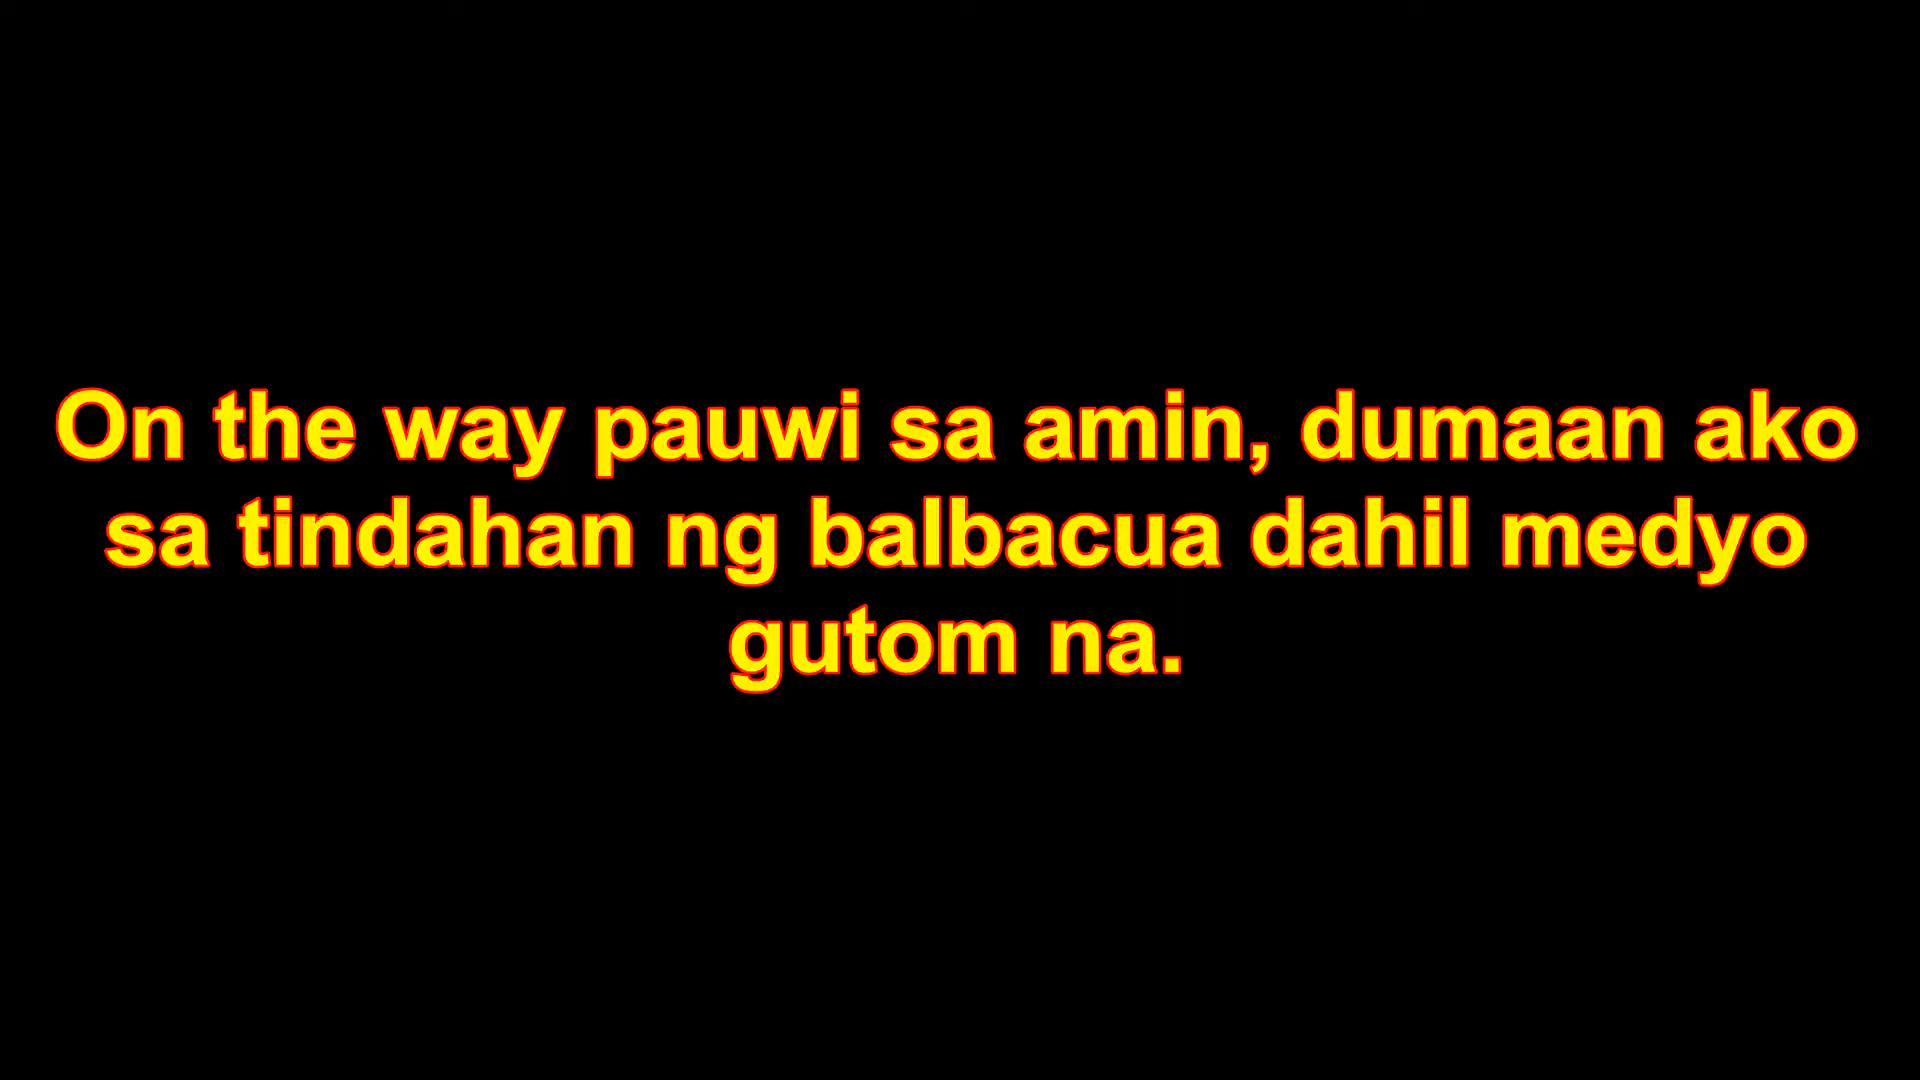 On the way pauwi sa amin, dumaan ako
sa tindahan ng balbacua dahil medyo
gutom na.